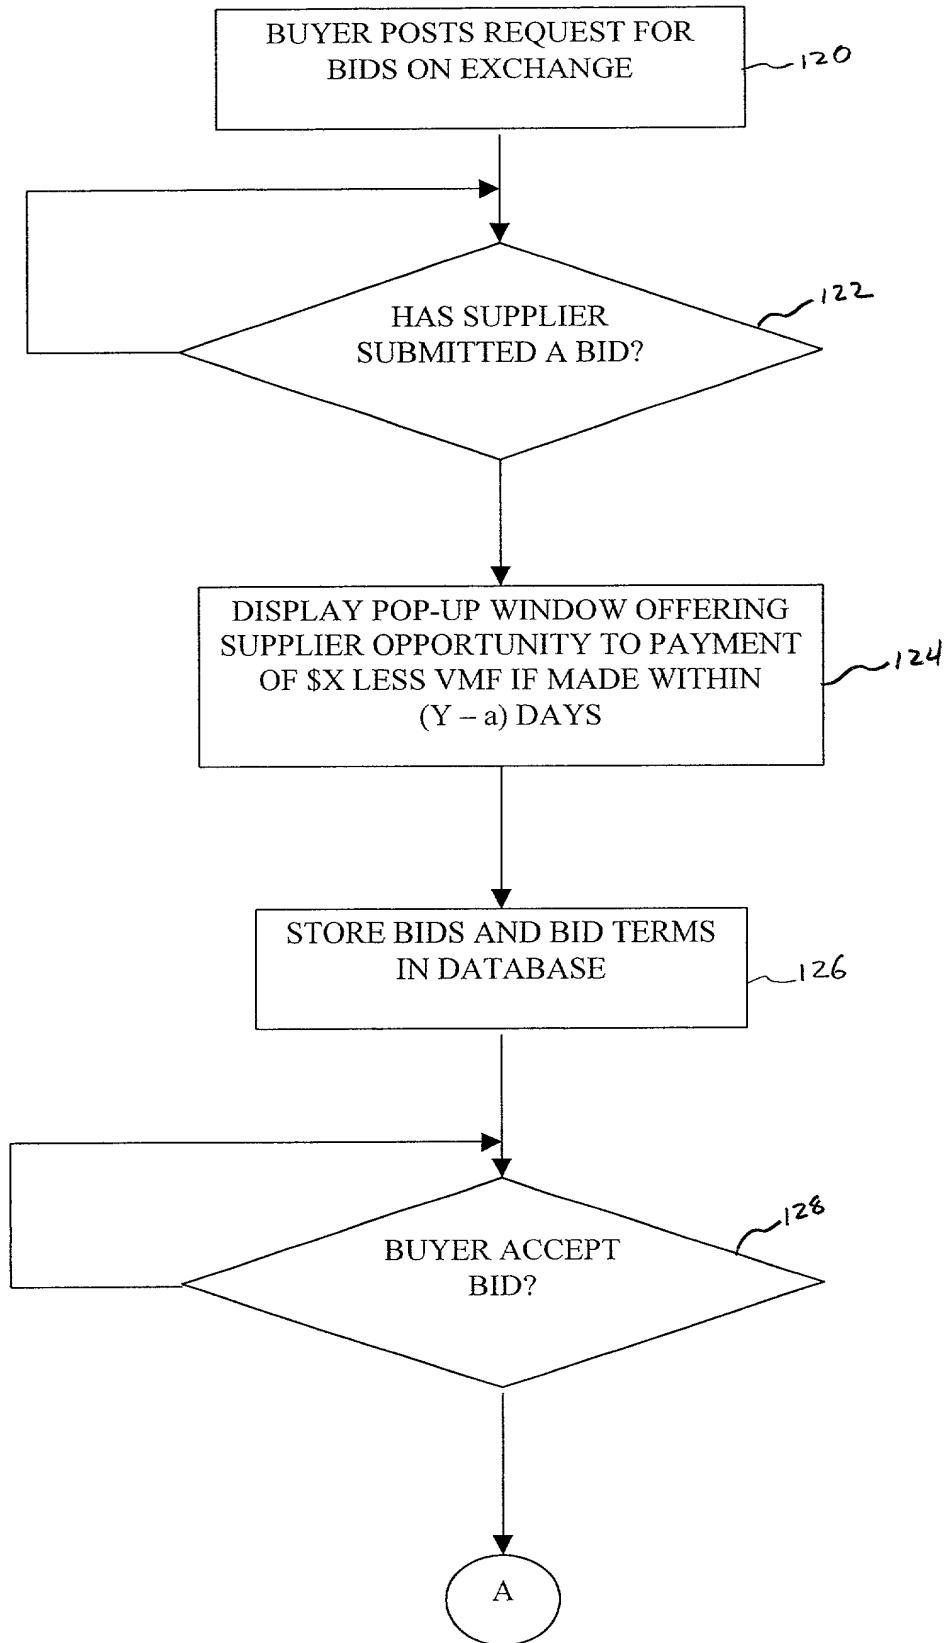 BUYER POSTS REQUEST FOR
BIDS ON EXCHANGE
120
HAS SUPPLIER
SUBMITTED A BID?
122
DISPLAY POP-UP WINDOW OFFERING
SUPPLIER OPPORTUNITY TO PAYMENT
OF $X LESS VMF IF MADE WITHIN
(Y – a) DAYS
124
STORE BIDS AND BID TERMS
IN DATABASE
126
BUYER ACCEPT
BID?
128
A